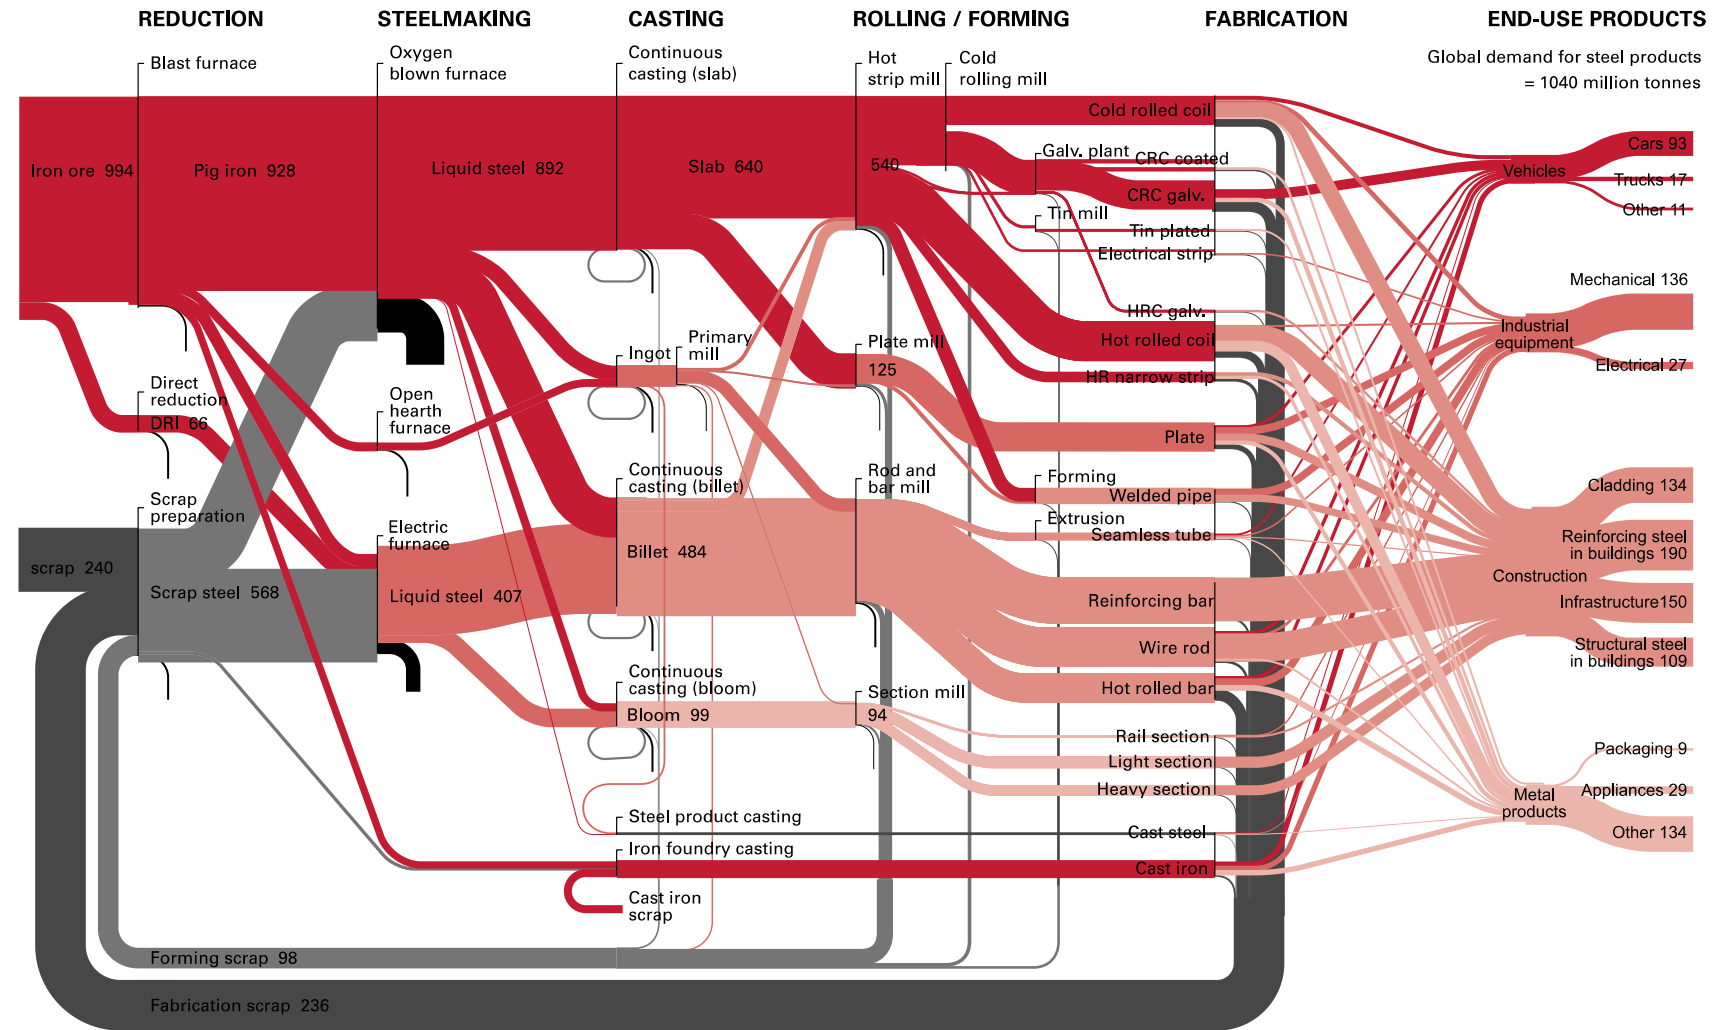 REDUCTION
STEELMAKING
CASTING
ROLLING / FORMING
FABRICATION
END-USE PRODUCTS
Global demand for steel products
= 1040 million tonnes
Blast furnace
Oxygen
blown furnace
Continuous
casting (slab)
Hot
strip mill
Cold
rolling mill
Iron ore 994
Pig iron 928
Liquid steel 892
Slab 640
540
Cold rolled coil
Galv. plant
CRC coated
CRC galv.
Tin mill
Tin plated
Electrical strip
HRC galv.
Hot rolled coil
HR narrow strip
Vehicles
Cars 93
Trucks 17
Other 11
Mechanical 136
Industrial
equipment
Electrical 27
Direct
reduction
DRI 66
Open
hearth
furnace
Ingot
Primary
mill
Plate mill
125
Plate
Scrap
preparation
scrap 240
Scrap steel 568
Electric
furnace
Liquid steel 407
Continuous
casting (billet)
Billet 484
Rod and
bar mill
Forming
Welded pipe
Extrusion
Seamless tube
Reinforcing bar
Wire rod
Hot rolled bar
Cladding 134
Reinforcing steel
in buildings 190
Construction
Infrastructure150
Structural steel
in buildings 109
Continuous
casting (bloom)
Bloom 99
Section mill
94
Rail section
Light section
Heavy section
Steel product casting
Cast steel
Iron foundry casting
Cast iron
Cast iron
scrap
Packaging 9
Metal
products
Appliances 29
Other 134
Forming scrap 98
Fabrication scrap 236